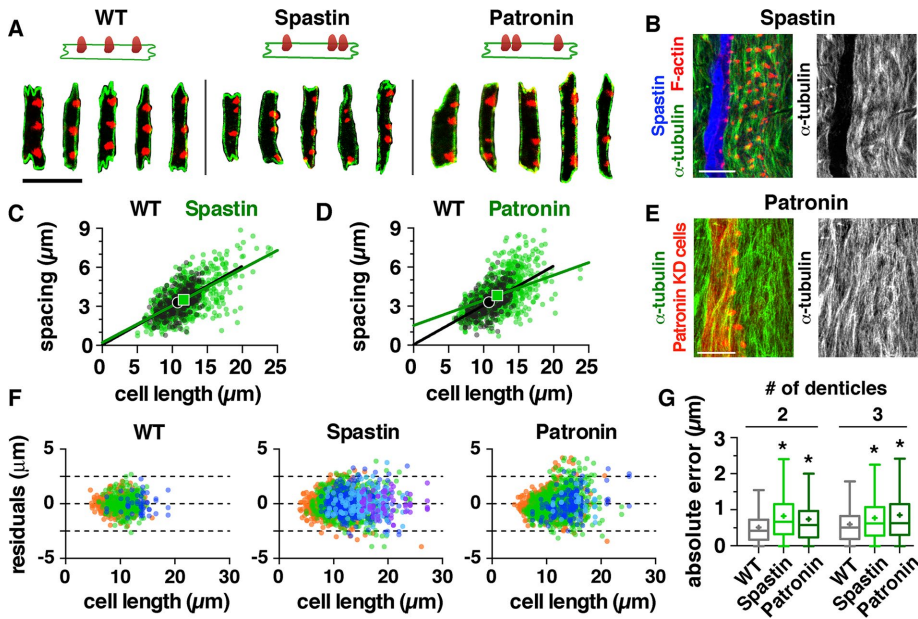 A
WT
Spastin
Patronin
B
Spastin
Spastin
α-tubulin F-actin
α-tubulin
C
WT Spastin
spacing (μm)
9
6
3
0
0 5 10 15 20 25
cell length (μm)
D
WT Patronin
spacing (μm)
9
6
3
0
0 5 10 15 20 25
cell length (μm)
E
Patronin
α-tubulin
Patronin KD cells
α-tubulin
F
WT
Spastin
Patronin
residuals (μm)
5
0
-5
0 10 20 30
cell length (μm)
5
0
-5
0 10 20 30
cell length (μm)
5
0
-5
0 10 20 30
cell length (μm)
G
# of denticles
2 3
absolute error (μm)
3
2
1
0
* * * *
WT
Spastin
Patronin
WT
Spastin
Patronin